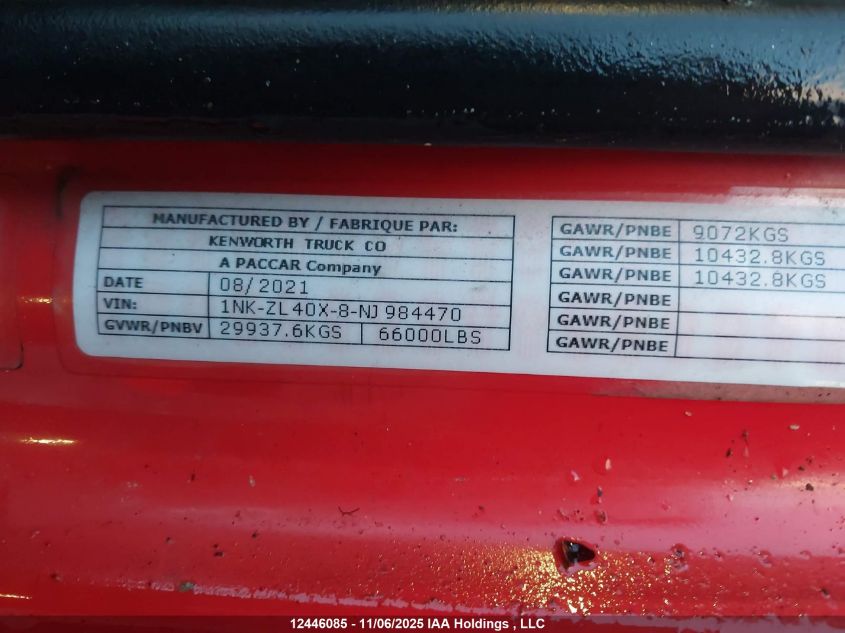 MANUFACTURED BY / FABRIQUE PAR:
KENWORTH TRUCK CO
A PACCAR Company
DATE 08/2021
VIN: 1NK-ZL40X-8-NJ984470
GVWR/PNBV 29937.6KGS 66000LBS
GAWR/PNBE 9072KGS
GAWR/PNBE 10432.8KGS
GAWR/PNBE 10432.8KGS
GAWR/PNBE
GAWR/PNBE
GAWR/PNBE
12446085 - 11/06/2025 IAA Holdings , LLC